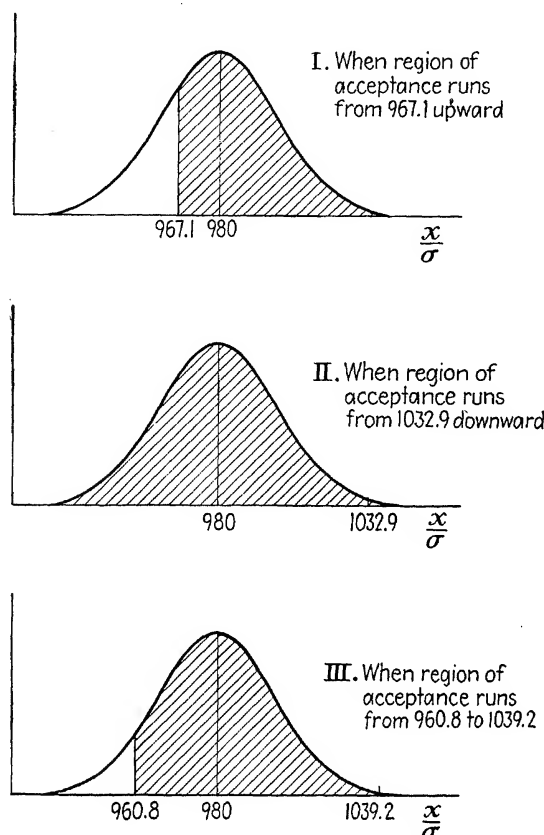 I. When region of
acceptance runs
from 967.1 upward
967.1 980
x
σ
II. When region of
acceptance runs
from 1032.9 downward
980 1032.9
x
σ
III. When region of
acceptance runs
from 960.8 to 1039.2
960.8 980 1039.2
x
σ